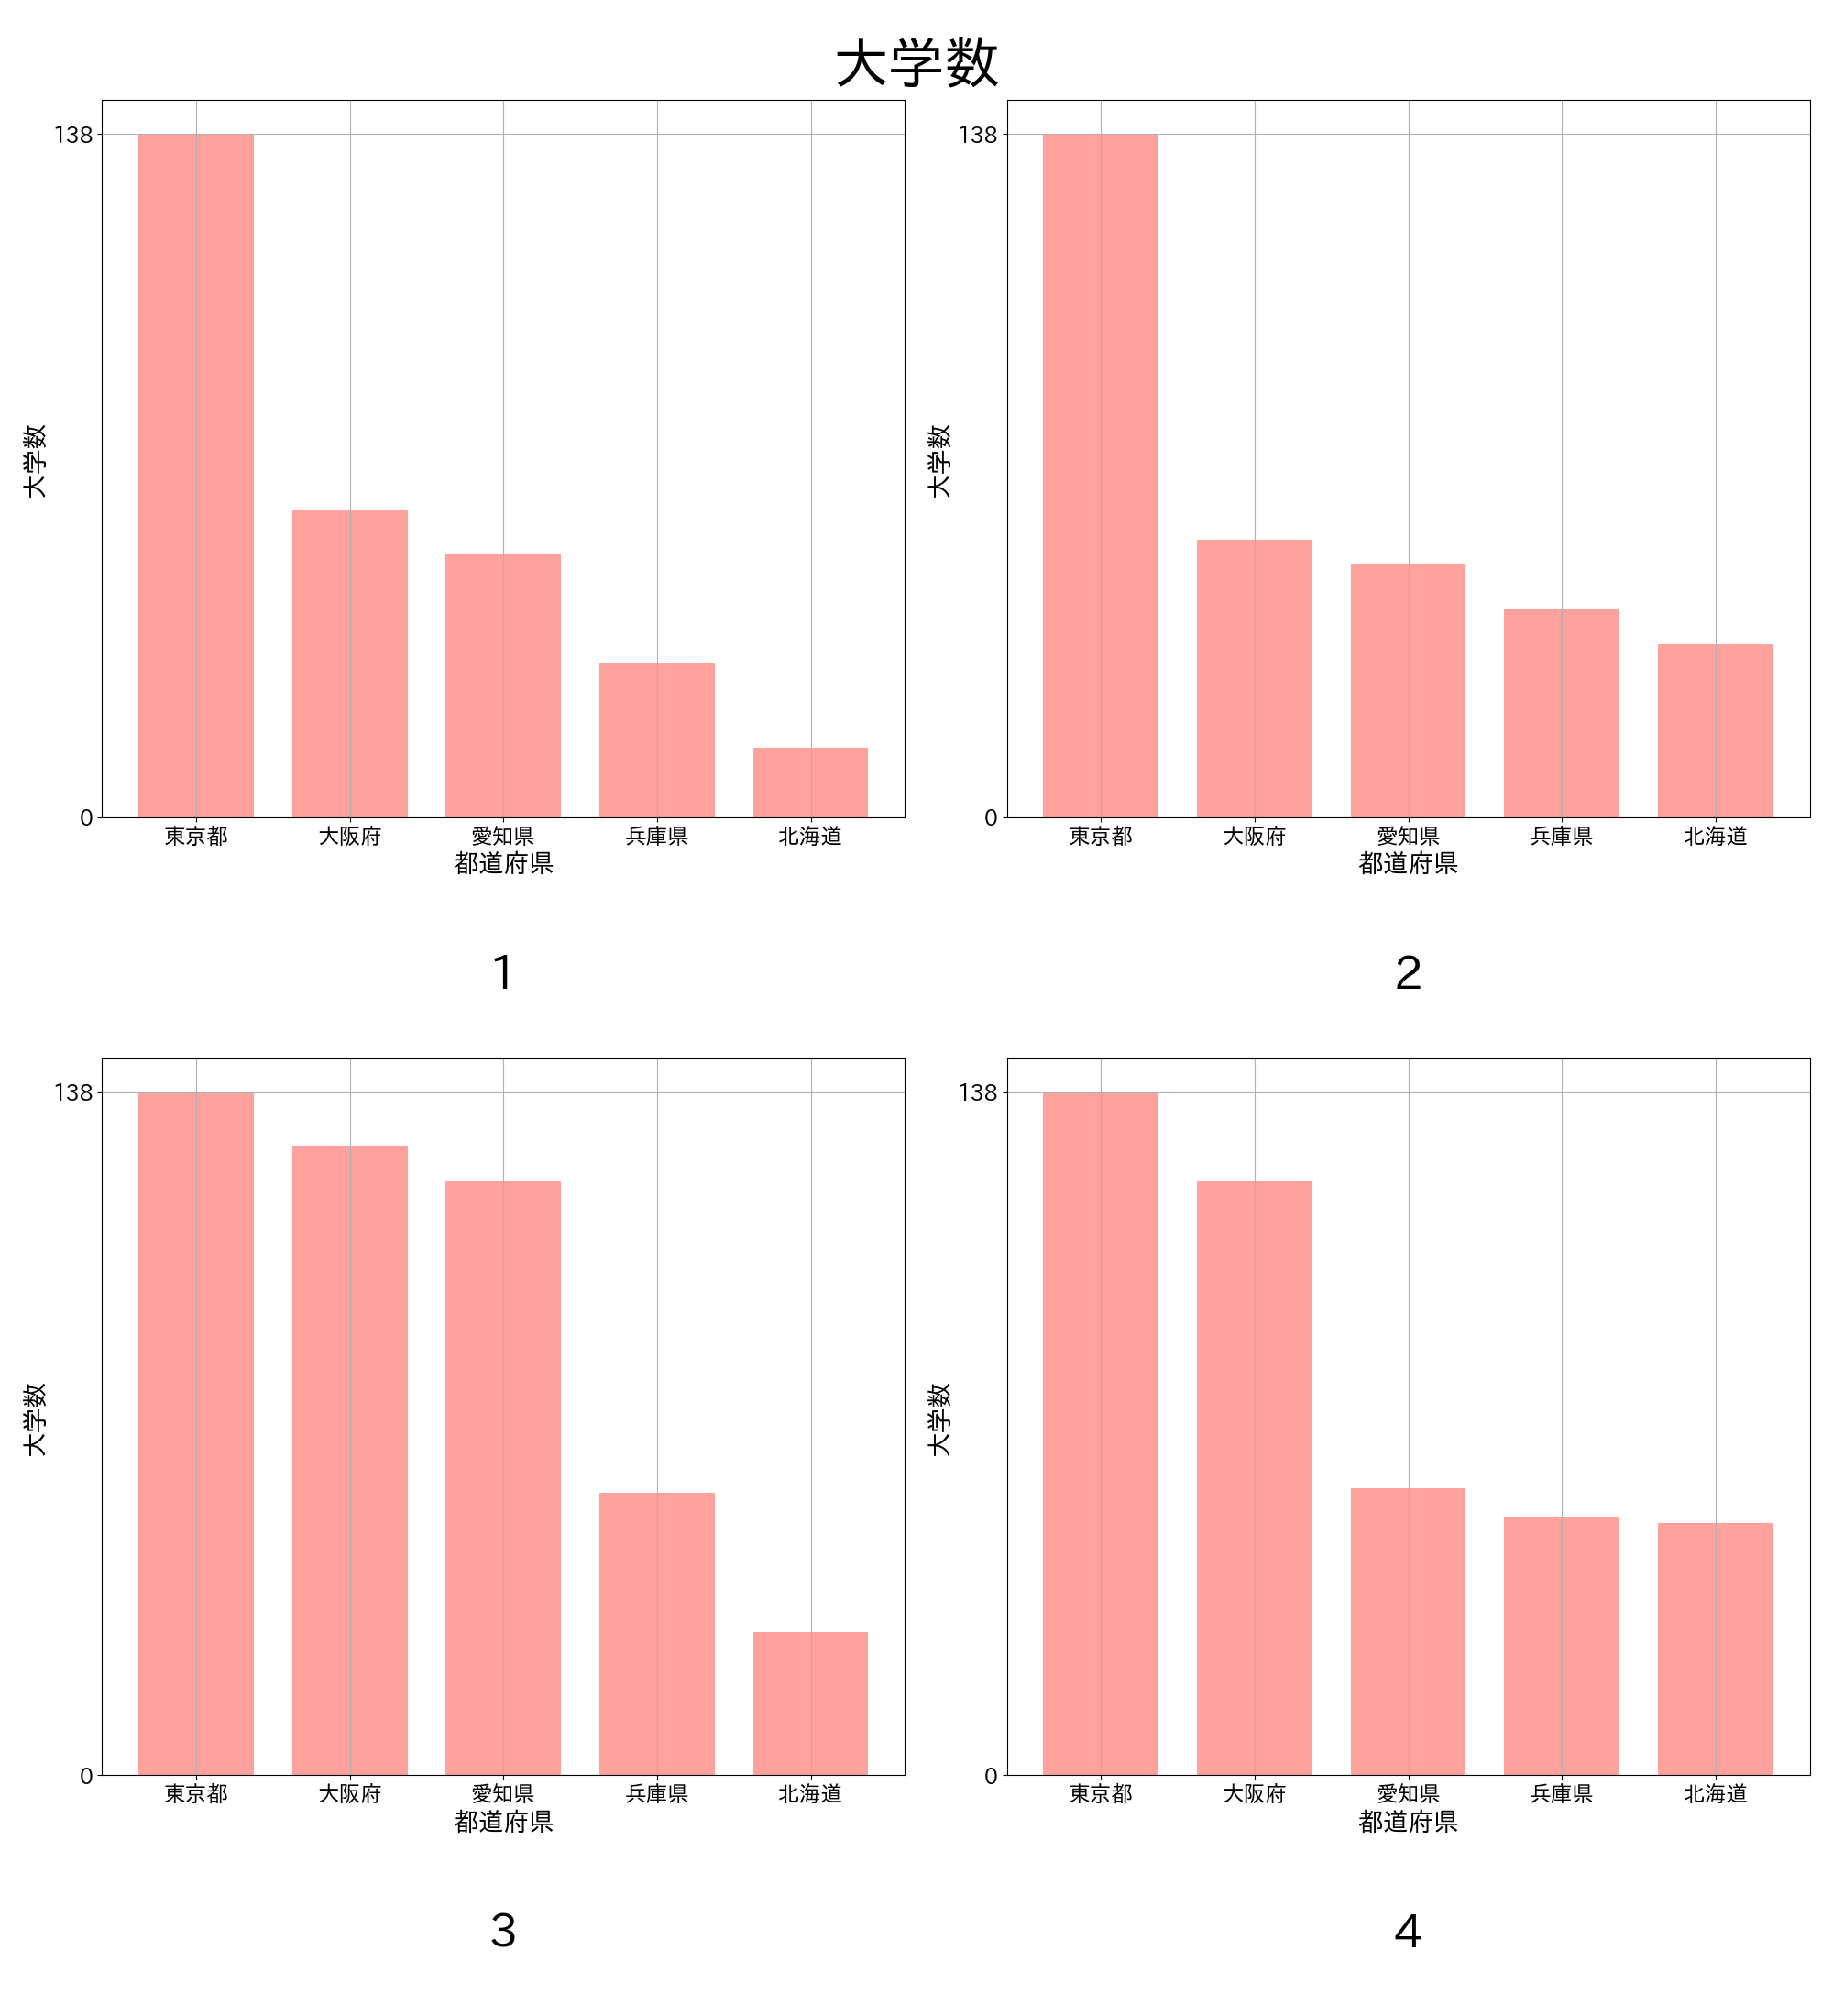 大学数
138
0
大学数
東京都 大阪府 愛知県 兵庫県 北海道
都道府県
1
138
0
大学数
東京都 大阪府 愛知県 兵庫県 北海道
都道府県
2
138
0
大学数
東京都 大阪府 愛知県 兵庫県 北海道
都道府県
3
138
0
大学数
東京都 大阪府 愛知県 兵庫県 北海道
都道府県
4